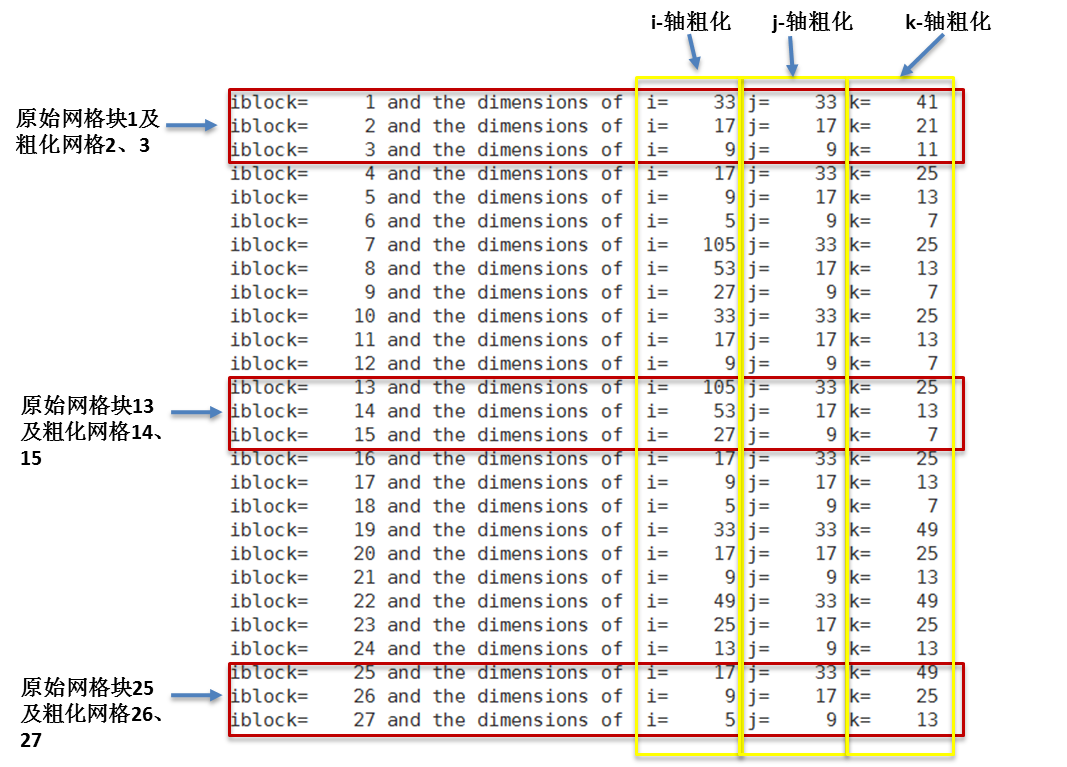 i-轴粗化 j-轴粗化 k-轴粗化
原始网格块1及
粗化网格2、3
iblock= 1 and the dimensions of i= 33 j= 33 k= 41
iblock= 2 and the dimensions of i= 17 j= 17 k= 21
iblock= 3 and the dimensions of i= 9 j= 9 k= 11
iblock= 4 and the dimensions of i= 17 j= 33 k= 25
iblock= 5 and the dimensions of i= 9 j= 17 k= 13
iblock= 6 and the dimensions of i= 5 j= 9 k= 7
iblock= 7 and the dimensions of i= 105 j= 33 k= 25
iblock= 8 and the dimensions of i= 53 j= 17 k= 13
iblock= 9 and the dimensions of i= 27 j= 9 k= 7
iblock= 10 and the dimensions of i= 33 j= 33 k= 25
iblock= 11 and the dimensions of i= 17 j= 17 k= 13
iblock= 12 and the dimensions of i= 9 j= 9 k= 7
原始网格块13
及粗化网格14、
15
iblock= 13 and the dimensions of i= 105 j= 33 k= 25
iblock= 14 and the dimensions of i= 53 j= 17 k= 13
iblock= 15 and the dimensions of i= 27 j= 9 k= 7
iblock= 16 and the dimensions of i= 17 j= 33 k= 25
iblock= 17 and the dimensions of i= 9 j= 17 k= 13
iblock= 18 and the dimensions of i= 5 j= 9 k= 7
iblock= 19 and the dimensions of i= 33 j= 33 k= 49
iblock= 20 and the dimensions of i= 17 j= 17 k= 25
iblock= 21 and the dimensions of i= 9 j= 9 k= 13
iblock= 22 and the dimensions of i= 49 j= 33 k= 49
iblock= 23 and the dimensions of i= 25 j= 17 k= 25
iblock= 24 and the dimensions of i= 13 j= 9 k= 13
原始网格块25
及粗化网格26、
27
iblock= 25 and the dimensions of i= 17 j= 33 k= 49
iblock= 26 and the dimensions of i= 9 j= 17 k= 25
iblock= 27 and the dimensions of i= 5 j= 9 k= 13